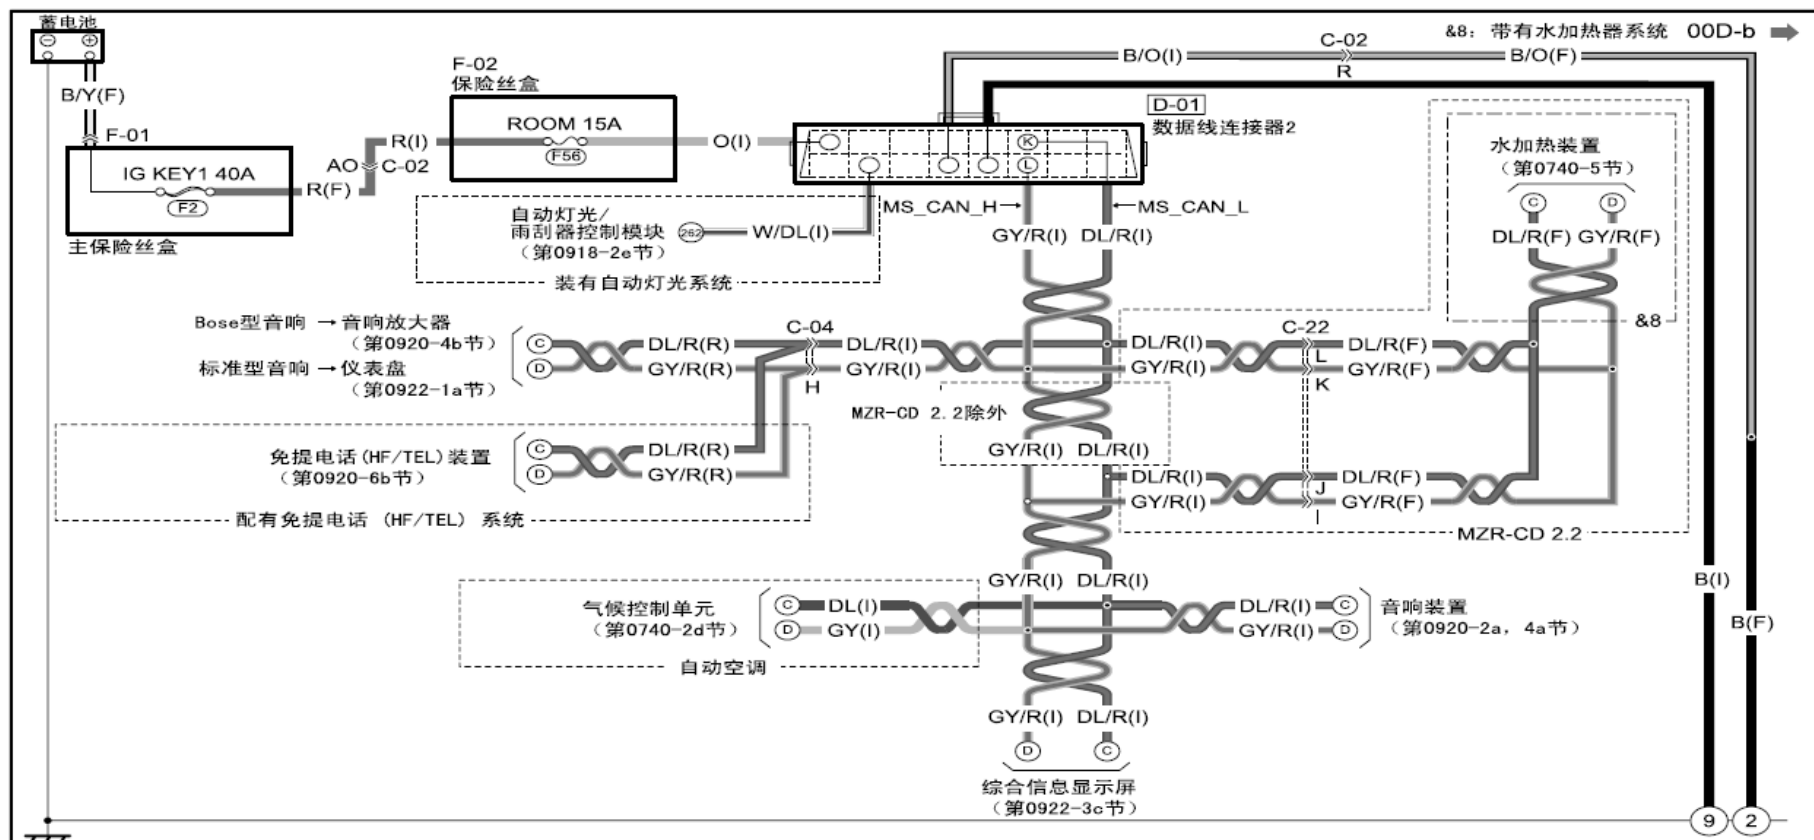 蓄电池
&8: 带有水加热器系统 00D-b
C-02
B/O(I)
B/O(F)
R
F-02
保险丝盒
B/Y(F)
F-01
D-01
数据线连接器2
ROOM 15A
F56
R(I)
O(I)
K
L
AO
C-02
IG KEY1 40A
F2
R(F)
主保险丝盒
水加热装置
(第0740-5节)
C
D
DL/R(F)
GY/R(F)
&8
自动灯光/
雨刮器控制模块
(第0918-2e节)
262
W/DL(I)
装有自动灯光系统
MS_CAN_H
MS_CAN_L
GY/R(I)
DL/R(I)
Bose型音响 →音响放大器
(第0920-4b节)
标准型音响 →仪表盘
(第0922-1a节)
C
D
DL/R(R)
GY/R(R)
C-04
H
DL/R(I)
GY/R(I)
DL/R(I)
GY/R(I)
C-22
L
K
DL/R(F)
GY/R(F)
MZR-CD 2.2除外
GY/R(I)
DL/R(I)
免提电话(HF/TEL)装置
(第0920-6b节)
C
D
DL/R(R)
GY/R(R)
配有免提电话 (HF/TEL) 系统
DL/R(I)
GY/R(I)
J
I
DL/R(F)
GY/R(F)
MZR-CD 2.2
GY/R(I)
DL/R(I)
气候控制单元
(第0740-2d节)
C
D
DL(I)
GY(I)
自动空调
DL/R(I)
GY/R(I)
C
D
音响装置
(第0920-2a, 4a节)
B(I)
B(F)
GY/R(I)
DL/R(I)
D
C
综合信息显示屏
(第0922-3c节)
9
2